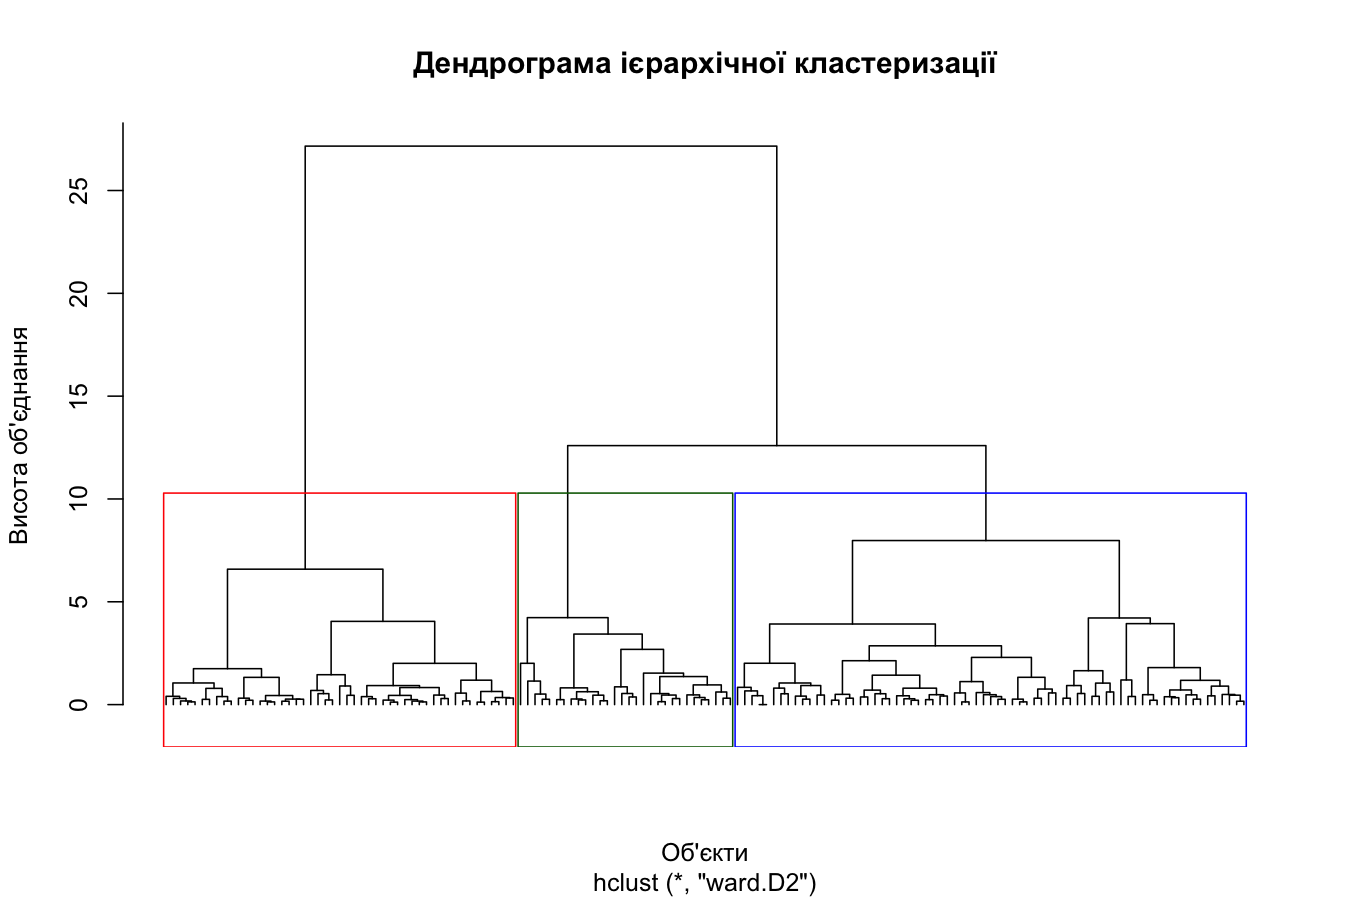 Дендрограма ієрархічної кластеризації
Висота об'єднання
25
20
15
10
5
0
Об'єкти
hclust (*, "ward.D2")